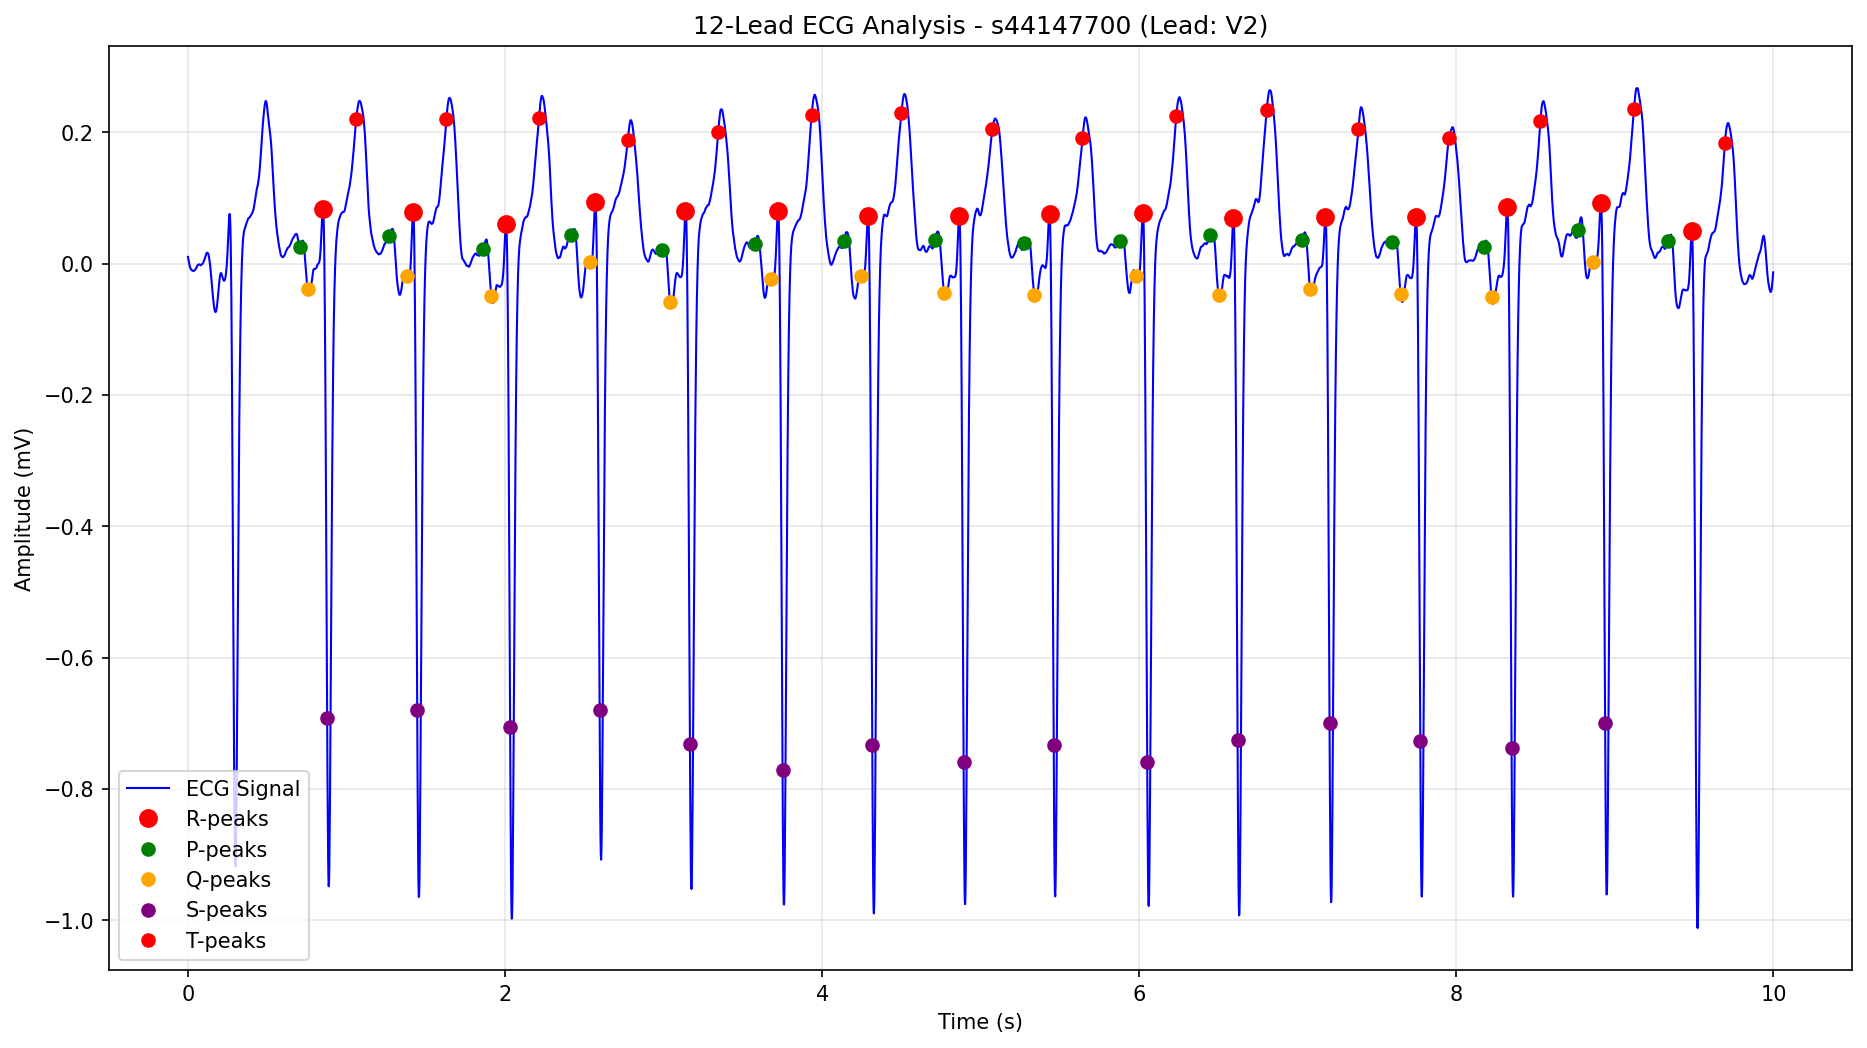 12-Lead ECG Analysis - s44147700 (Lead: V2)
Amplitude (mV)
0.2
0.0
−0.2
−0.4
−0.6
−0.8
−1.0
ECG Signal
R-peaks
P-peaks
Q-peaks
S-peaks
T-peaks
0 2 4 6 8 10
Time (s)